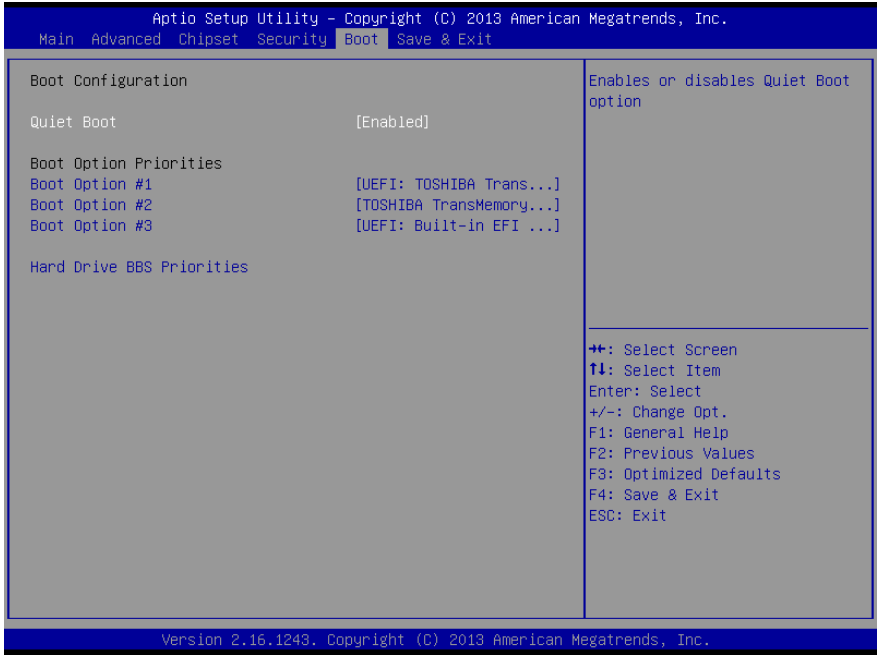 Aptio Setup Utility – Copyright (C) 2013 American Megatrends, Inc.
Main Advanced Chipset Security Boot Save & Exit
Boot Configuration
Quiet Boot [Enabled]
Boot Option Priorities
Boot Option #1 [UEFI: TOSHIBA Trans...]
Boot Option #2 [TOSHIBA TransMemory...]
Boot Option #3 [UEFI: Built-in EFI ...]
Hard Drive BBS Priorities
Enables or disables Quiet Boot
option
→←: Select Screen
↑↓: Select Item
Enter: Select
+/-: Change Opt.
F1: General Help
F2: Previous Values
F3: Optimized Defaults
F4: Save & Exit
ESC: Exit
Version 2.16.1243. Copyright (C) 2013 American Megatrends, Inc.